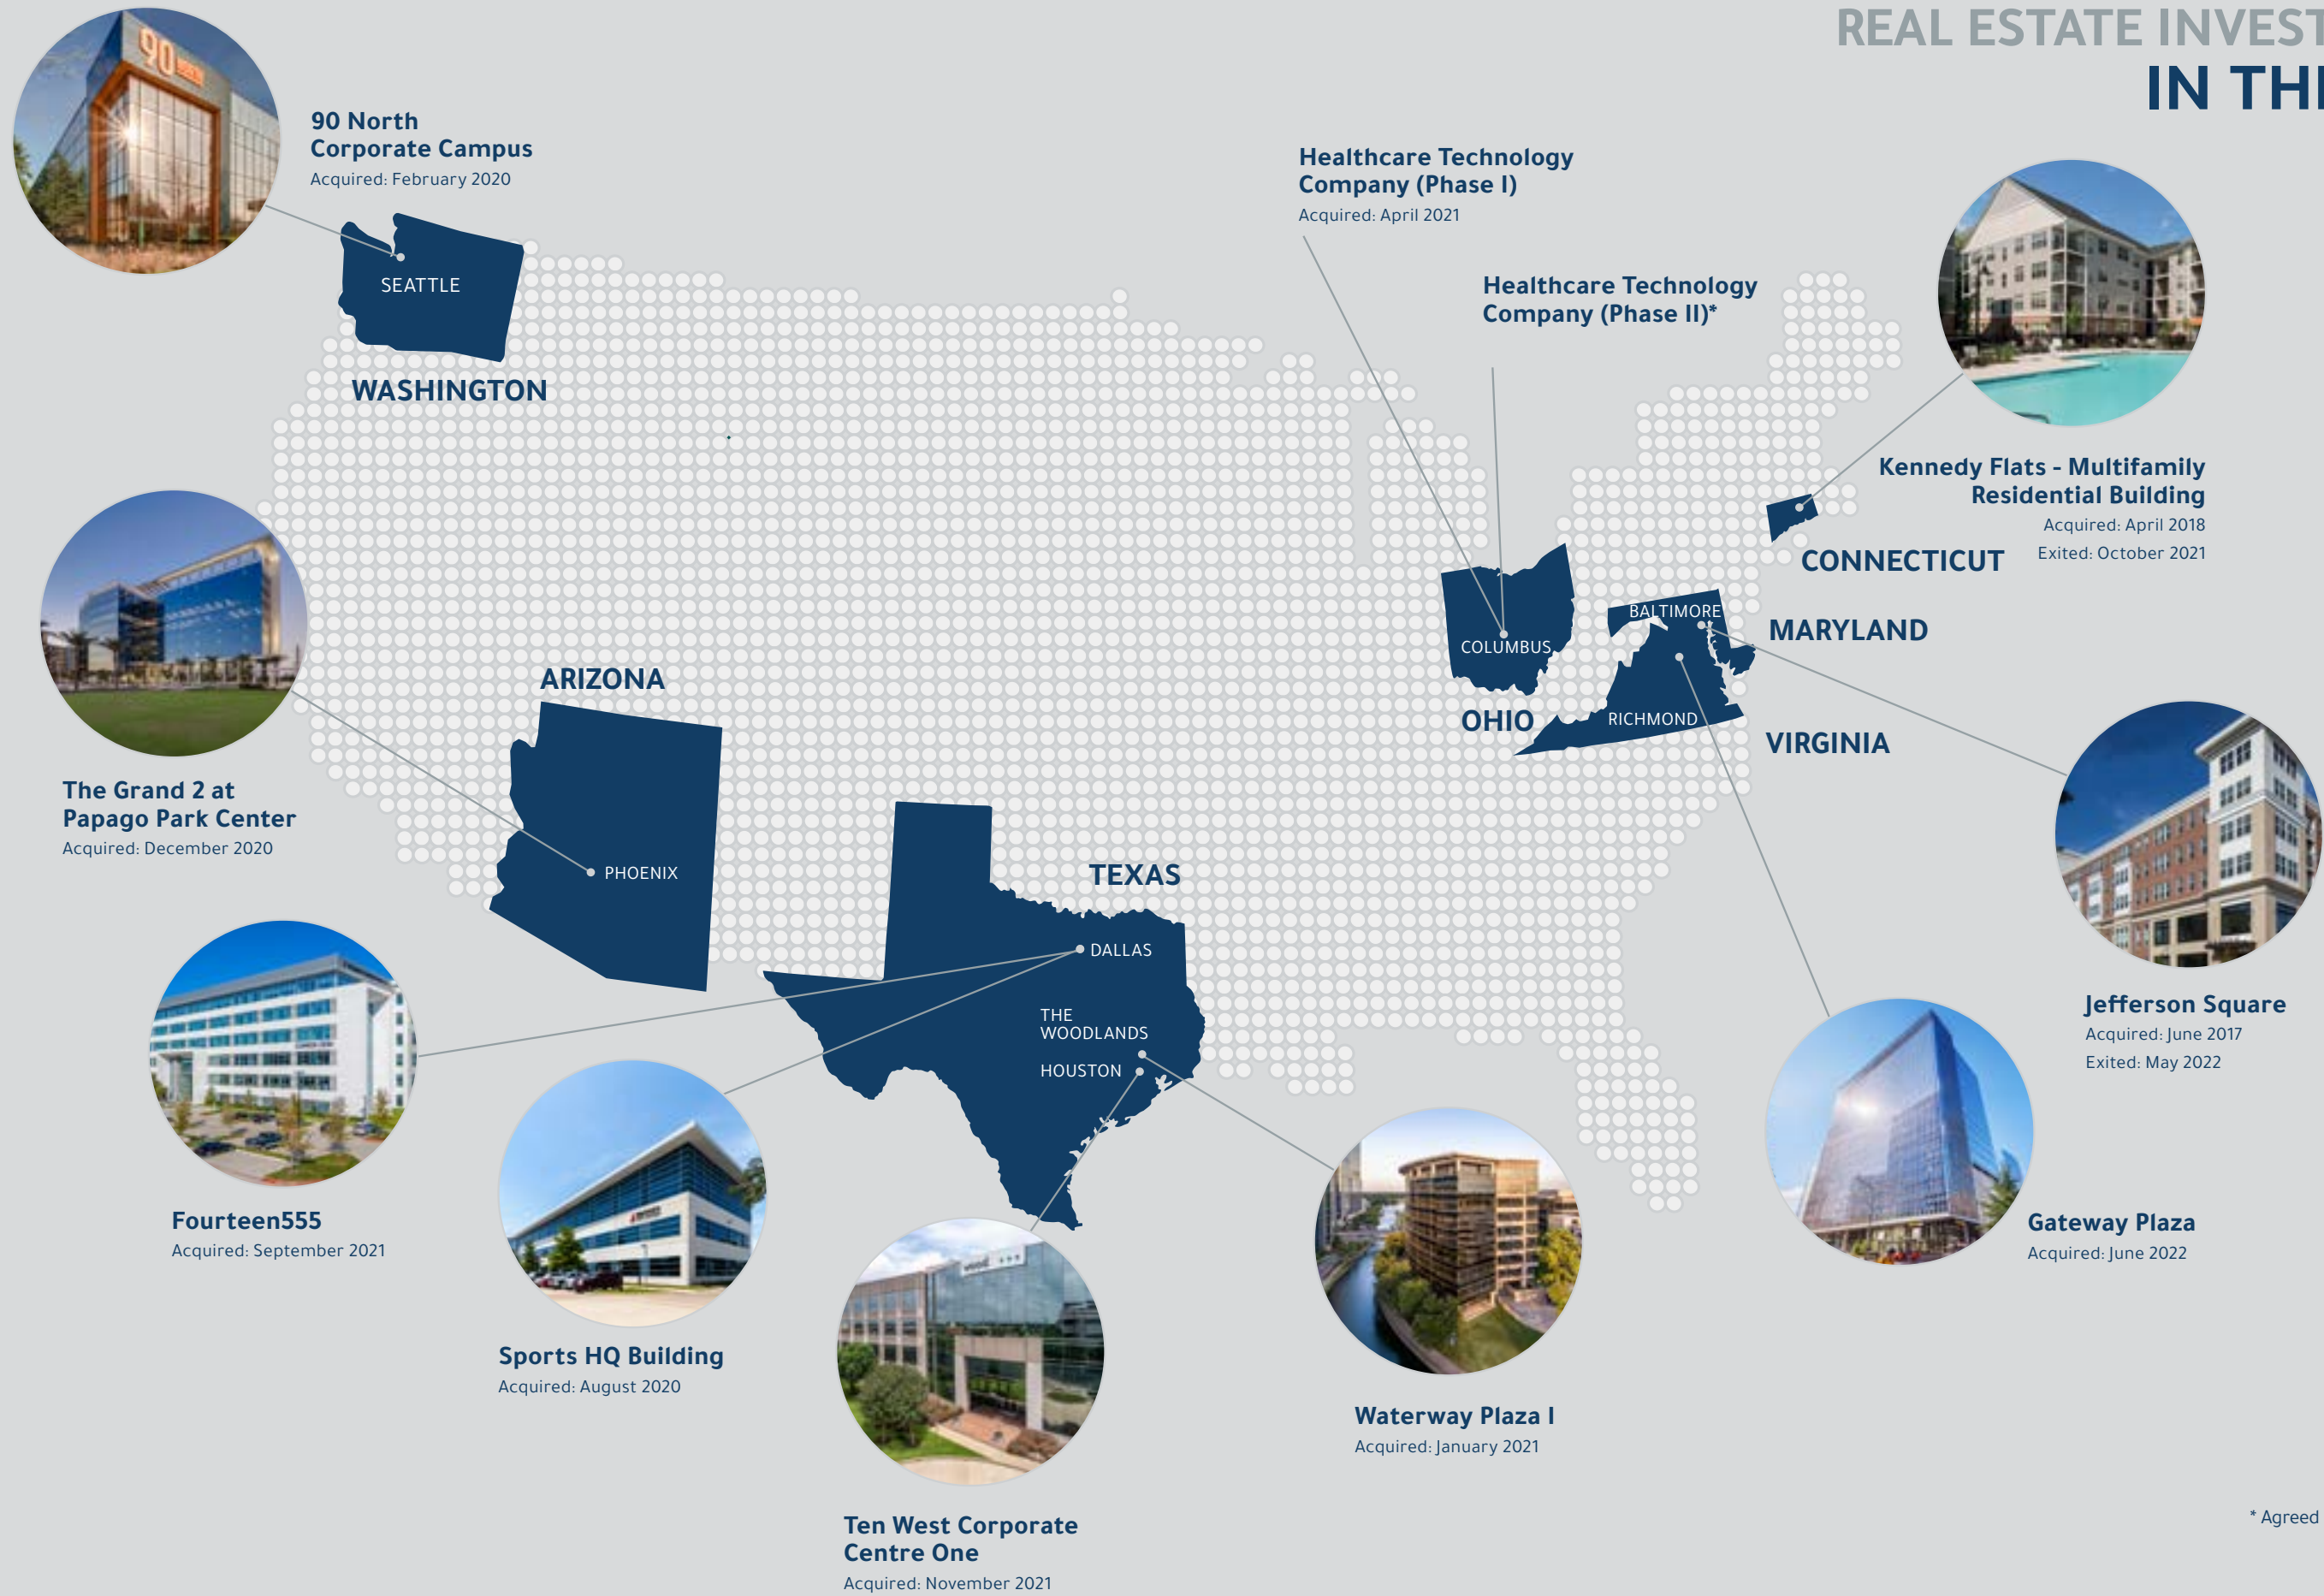 REAL ESTATE INVEST
IN THE
90 North
Corporate Campus
Acquired: February 2020
Healthcare Technology
Company (Phase I)
Acquired: April 2021
Healthcare Technology
Company (Phase II)*
SEATTLE
WASHINGTON
Kennedy Flats - Multifamily
Residential Building
Acquired: April 2018
Exited: October 2021
CONNECTICUT
BALTIMORE
MARYLAND
COLUMBUS
OHIO
RICHMOND
VIRGINIA
ARIZONA
PHOENIX
The Grand 2 at
Papago Park Center
Acquired: December 2020
TEXAS
DALLAS
THE
WOODLANDS
HOUSTON
Jefferson Square
Acquired: June 2017
Exited: May 2022
Fourteen555
Acquired: September 2021
Gateway Plaza
Acquired: June 2022
Sports HQ Building
Acquired: August 2020
Waterway Plaza I
Acquired: January 2021
Ten West Corporate
Centre One
Acquired: November 2021
* Agreed
90
wood